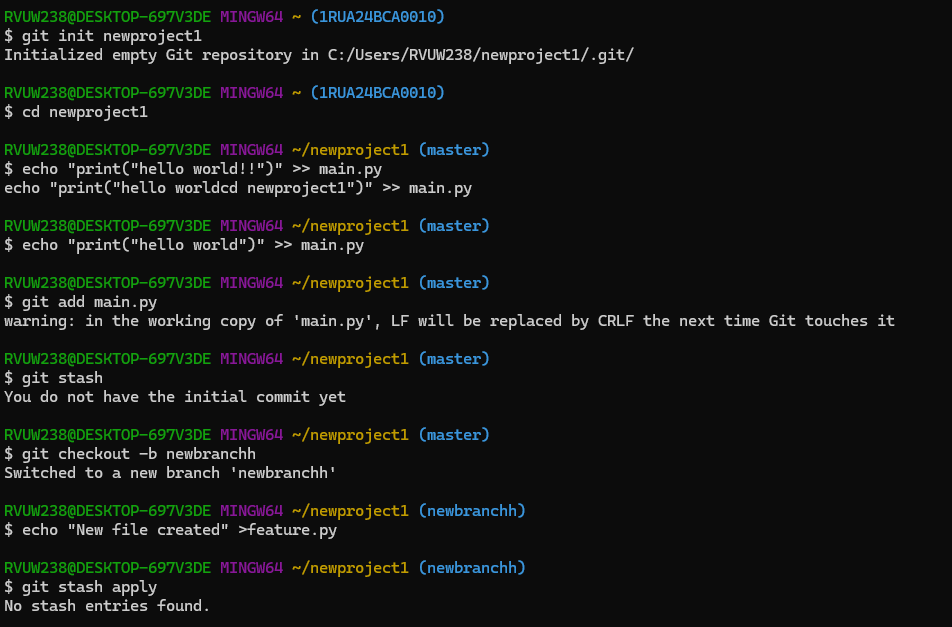 RVUW238@DESKTOP-697V3DE MINGW64 ~ (1RUA24BCA0010)
$ git init newproject1
Initialized empty Git repository in C:/Users/RVUW238/newproject1/.git/

RVUW238@DESKTOP-697V3DE MINGW64 ~ (1RUA24BCA0010)
$ cd newproject1

RVUW238@DESKTOP-697V3DE MINGW64 ~/newproject1 (master)
$ echo "print("hello world!!")" >> main.py
echo "print("hello worldcd newproject1")" >> main.py

RVUW238@DESKTOP-697V3DE MINGW64 ~/newproject1 (master)
$ echo "print("hello world")" >> main.py

RVUW238@DESKTOP-697V3DE MINGW64 ~/newproject1 (master)
$ git add main.py
warning: in the working copy of 'main.py', LF will be replaced by CRLF the next time Git touches it

RVUW238@DESKTOP-697V3DE MINGW64 ~/newproject1 (master)
$ git stash
You do not have the initial commit yet

RVUW238@DESKTOP-697V3DE MINGW64 ~/newproject1 (master)
$ git checkout -b newbranchh
Switched to a new branch 'newbranchh'

RVUW238@DESKTOP-697V3DE MINGW64 ~/newproject1 (newbranchh)
$ echo "New file created" >feature.py

RVUW238@DESKTOP-697V3DE MINGW64 ~/newproject1 (newbranchh)
$ git stash apply
No stash entries found.